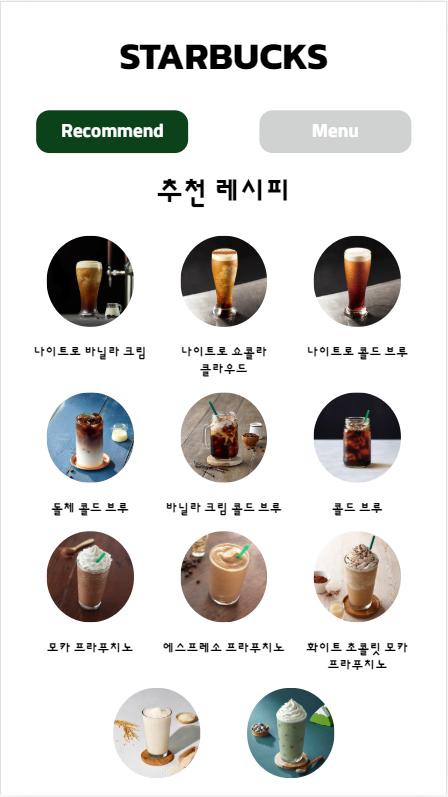 STARBUCKS
Recommend
Menu
추천 레시피
나이트로 바닐라 크림
나이트로 쇼콜라
클라우드
나이트로 콜드 브루
돌체 콜드 브루
바닐라 크림 콜드 브루
콜드 브루
모카 프라푸치노
에스프레소 프라푸치노
화이트 초콜릿 모카
프라푸치노